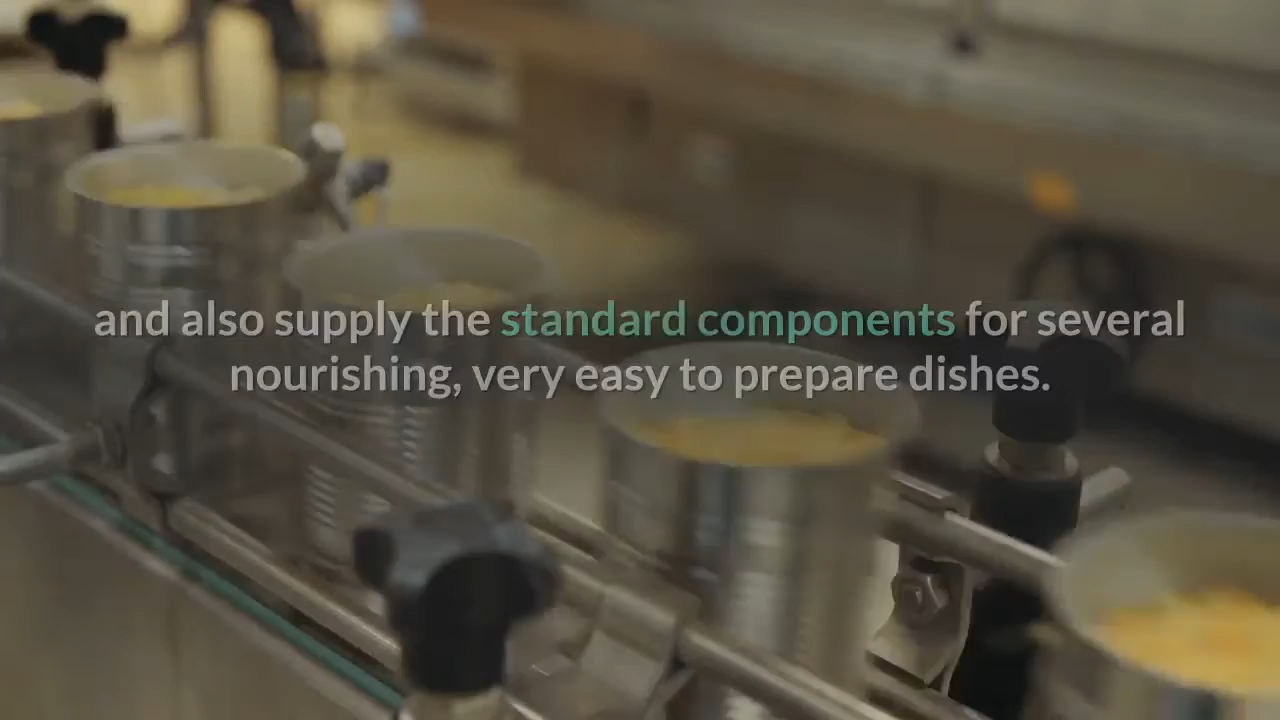 and also supply the standard components for several
nourishing, very easy to prepare dishes.